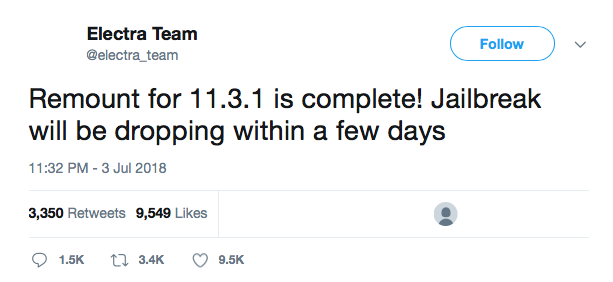 Electra Team
@electra_team
Follow
Remount for 11.3.1 is complete! Jailbreak
will be dropping within a few days
11:32 PM - 3 Jul 2018
3,350 Retweets 9,549 Likes
1.5K 3.4K 9.5K